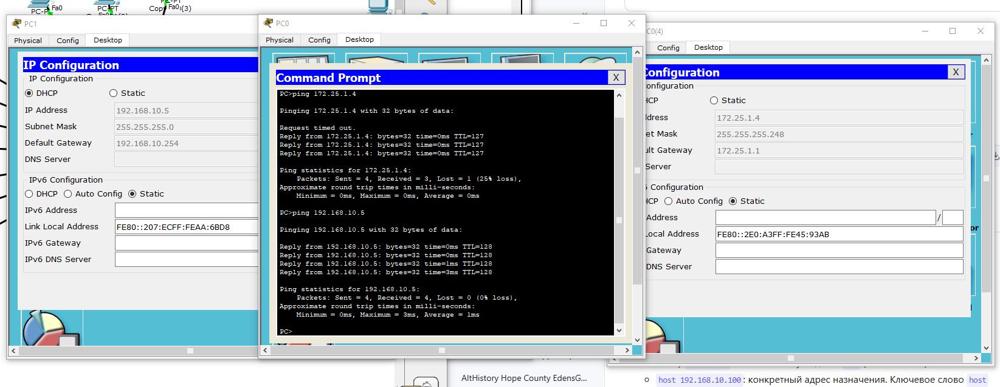 PC-PT
Fa0
PC-PT
Fa0
Fa0
(3)
PC1
Physical
Config
Desktop
IP Configuration
IP Configuration
DHCP
Static
IP Address
192.168.10.5
Subnet Mask
255.255.255.0
Default Gateway
192.168.10.254
DNS Server
IPv6 Configuration
DHCP
Auto Config
Static
IPv6 Address
Link Local Address
FE80::207:ECFF:FEAA:6BD8
IPv6 Gateway
IPv6 DNS Server
PC0
Physical
Config
Desktop
Command Prompt
X
PC>ping 172.25.1.4
Pinging 172.25.1.4 with 32 bytes of data:
Request timed out.
Reply from 172.25.1.4: bytes=32 time=0ms TTL=127
Reply from 172.25.1.4: bytes=32 time=0ms TTL=127
Reply from 172.25.1.4: bytes=32 time=0ms TTL=127
Ping statistics for 172.25.1.4:
Packets: Sent = 4, Received = 3, Lost = 1 (25% loss),
Approximate round trip times in milli-seconds:
Minimum = 0ms, Maximum = 0ms, Average = 0ms
PC>ping 192.168.10.5
Pinging 192.168.10.5 with 32 bytes of data:
Reply from 192.168.10.5: bytes=32 time=0ms TTL=128
Reply from 192.168.10.5: bytes=32 time=0ms TTL=128
Reply from 192.168.10.5: bytes=32 time=1ms TTL=128
Reply from 192.168.10.5: bytes=32 time=3ms TTL=128
Ping statistics for 192.168.10.5:
Packets: Sent = 4, Received = 4, Lost = 0 (0% loss),
Approximate round trip times in milli-seconds:
Minimum = 0ms, Maximum = 3ms, Average = 1ms
PC>
C0(4)
Config
Desktop
Configuration
X
onfiguration
HCP
Static
ddress
172.25.1.4
et Mask
255.255.255.248
ult Gateway
172.25.1.1
Server
6 Configuration
HCP
Auto Config
Static
Address
/
Local Address
FE80::2E0:A3FF:FE45:93AB
Gateway
DNS Server
or
AltHistory Hope County EdensG...
host 192.168.10.100: конкретный адрес назначения. Ключевое слово host